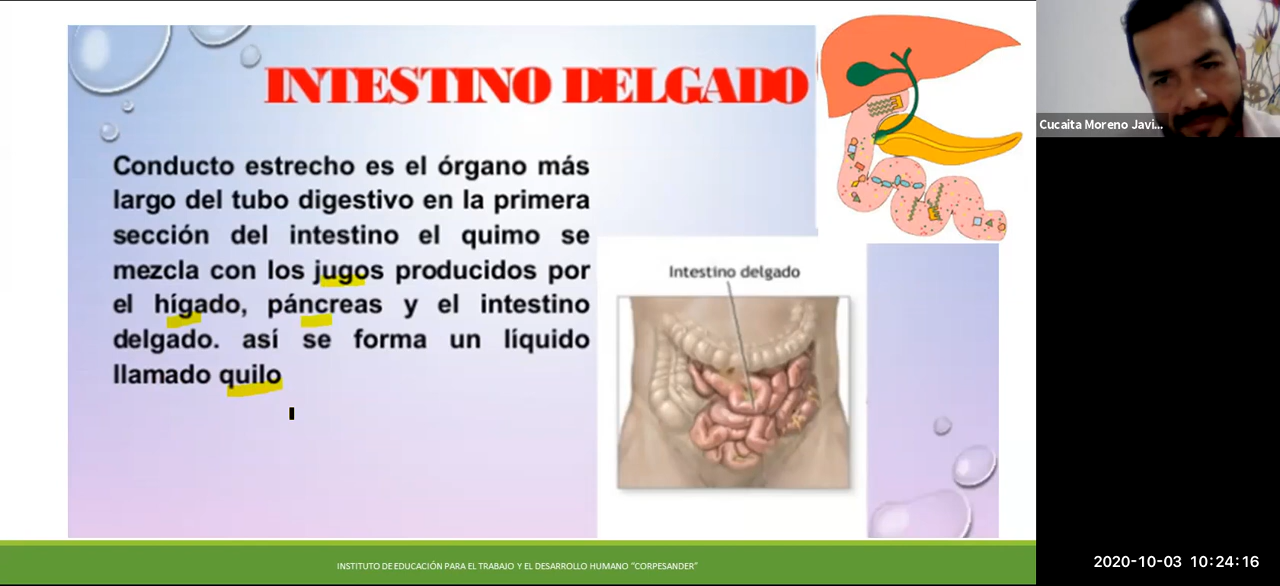 INTESTINO DELGADO
Conducto estrecho es el órgano más
largo del tubo digestivo en la primera
sección del intestino el quimo se
mezcla con los jugos producidos por
el hígado, páncreas y el intestino
delgado. así se forma un líquido
llamado quilo
Intestino delgado
Cucaita Moreno Javi...
INSTITUTO DE EDUCACIÓN PARA EL TRABAJO Y EL DESARROLLO HUMANO "CORPESANDER"
2020-10-03 10:24:16